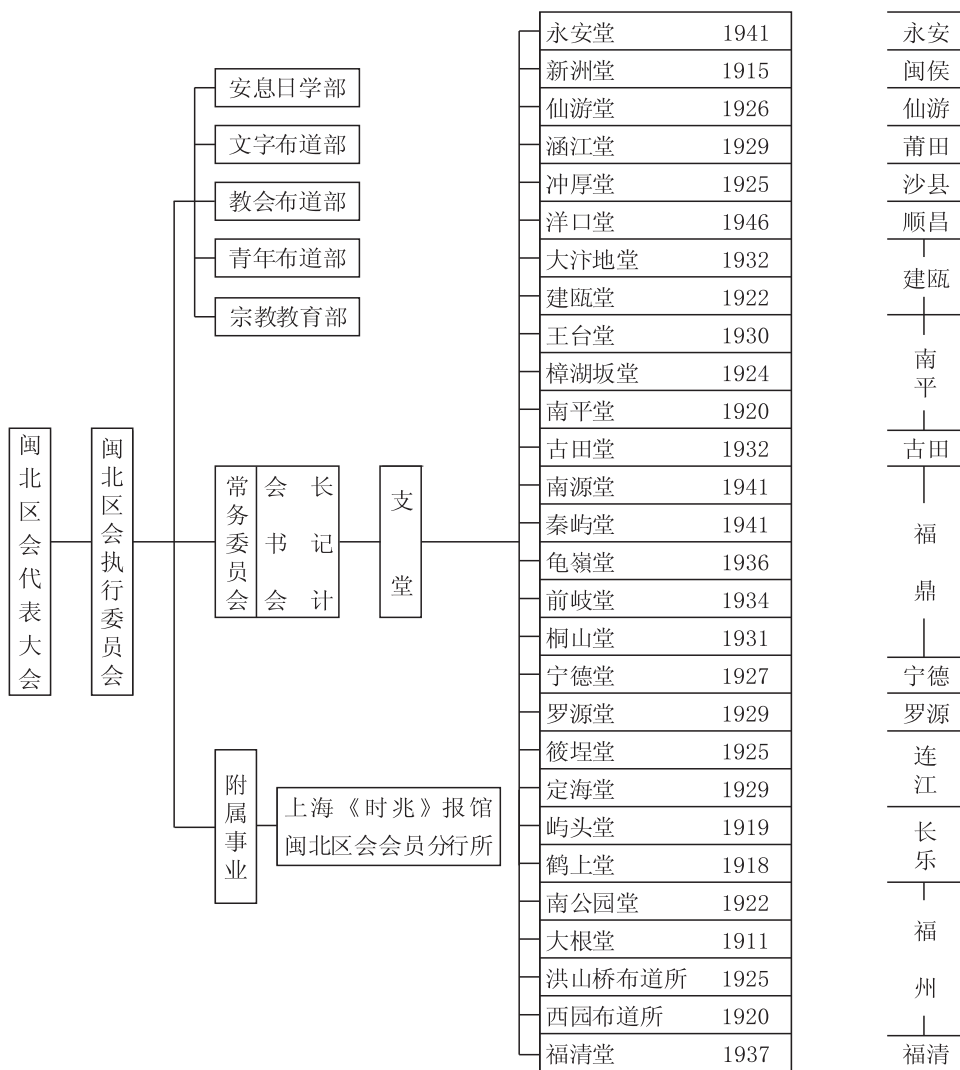 闽北区会代表大会
闽北区会执行委员会
安息日学部
文字布道部
教会布道部
青年布道部
宗教教育部
常务委员会
会 长
书 记
会 计
支堂
附属事业
上海《时兆》报馆
闽北区会会员分行所
永安堂 1941 永安
新洲堂 1915 闽侯
仙游堂 1926 仙游
涵江堂 1929 莆田
冲厚堂 1925 沙县
洋口堂 1946 顺昌
大汴地堂 1932
建瓯堂 1922
建瓯
王台堂 1930
樟湖坂堂 1924
南平堂 1920
南平
古田堂 1932 古田
南源堂 1941
秦屿堂 1941
龟嶺堂 1936
前岐堂 1934
桐山堂 1931
福鼎
宁德堂 1927 宁德
罗源堂 1929 罗源
筱埕堂 1925
定海堂 1929
连江
屿头堂 1919
鹤上堂 1918
长乐
南公园堂 1922
大根堂 1911
洪山桥布道所 1925
西园布道所 1920
福州
福清堂 1937 福清